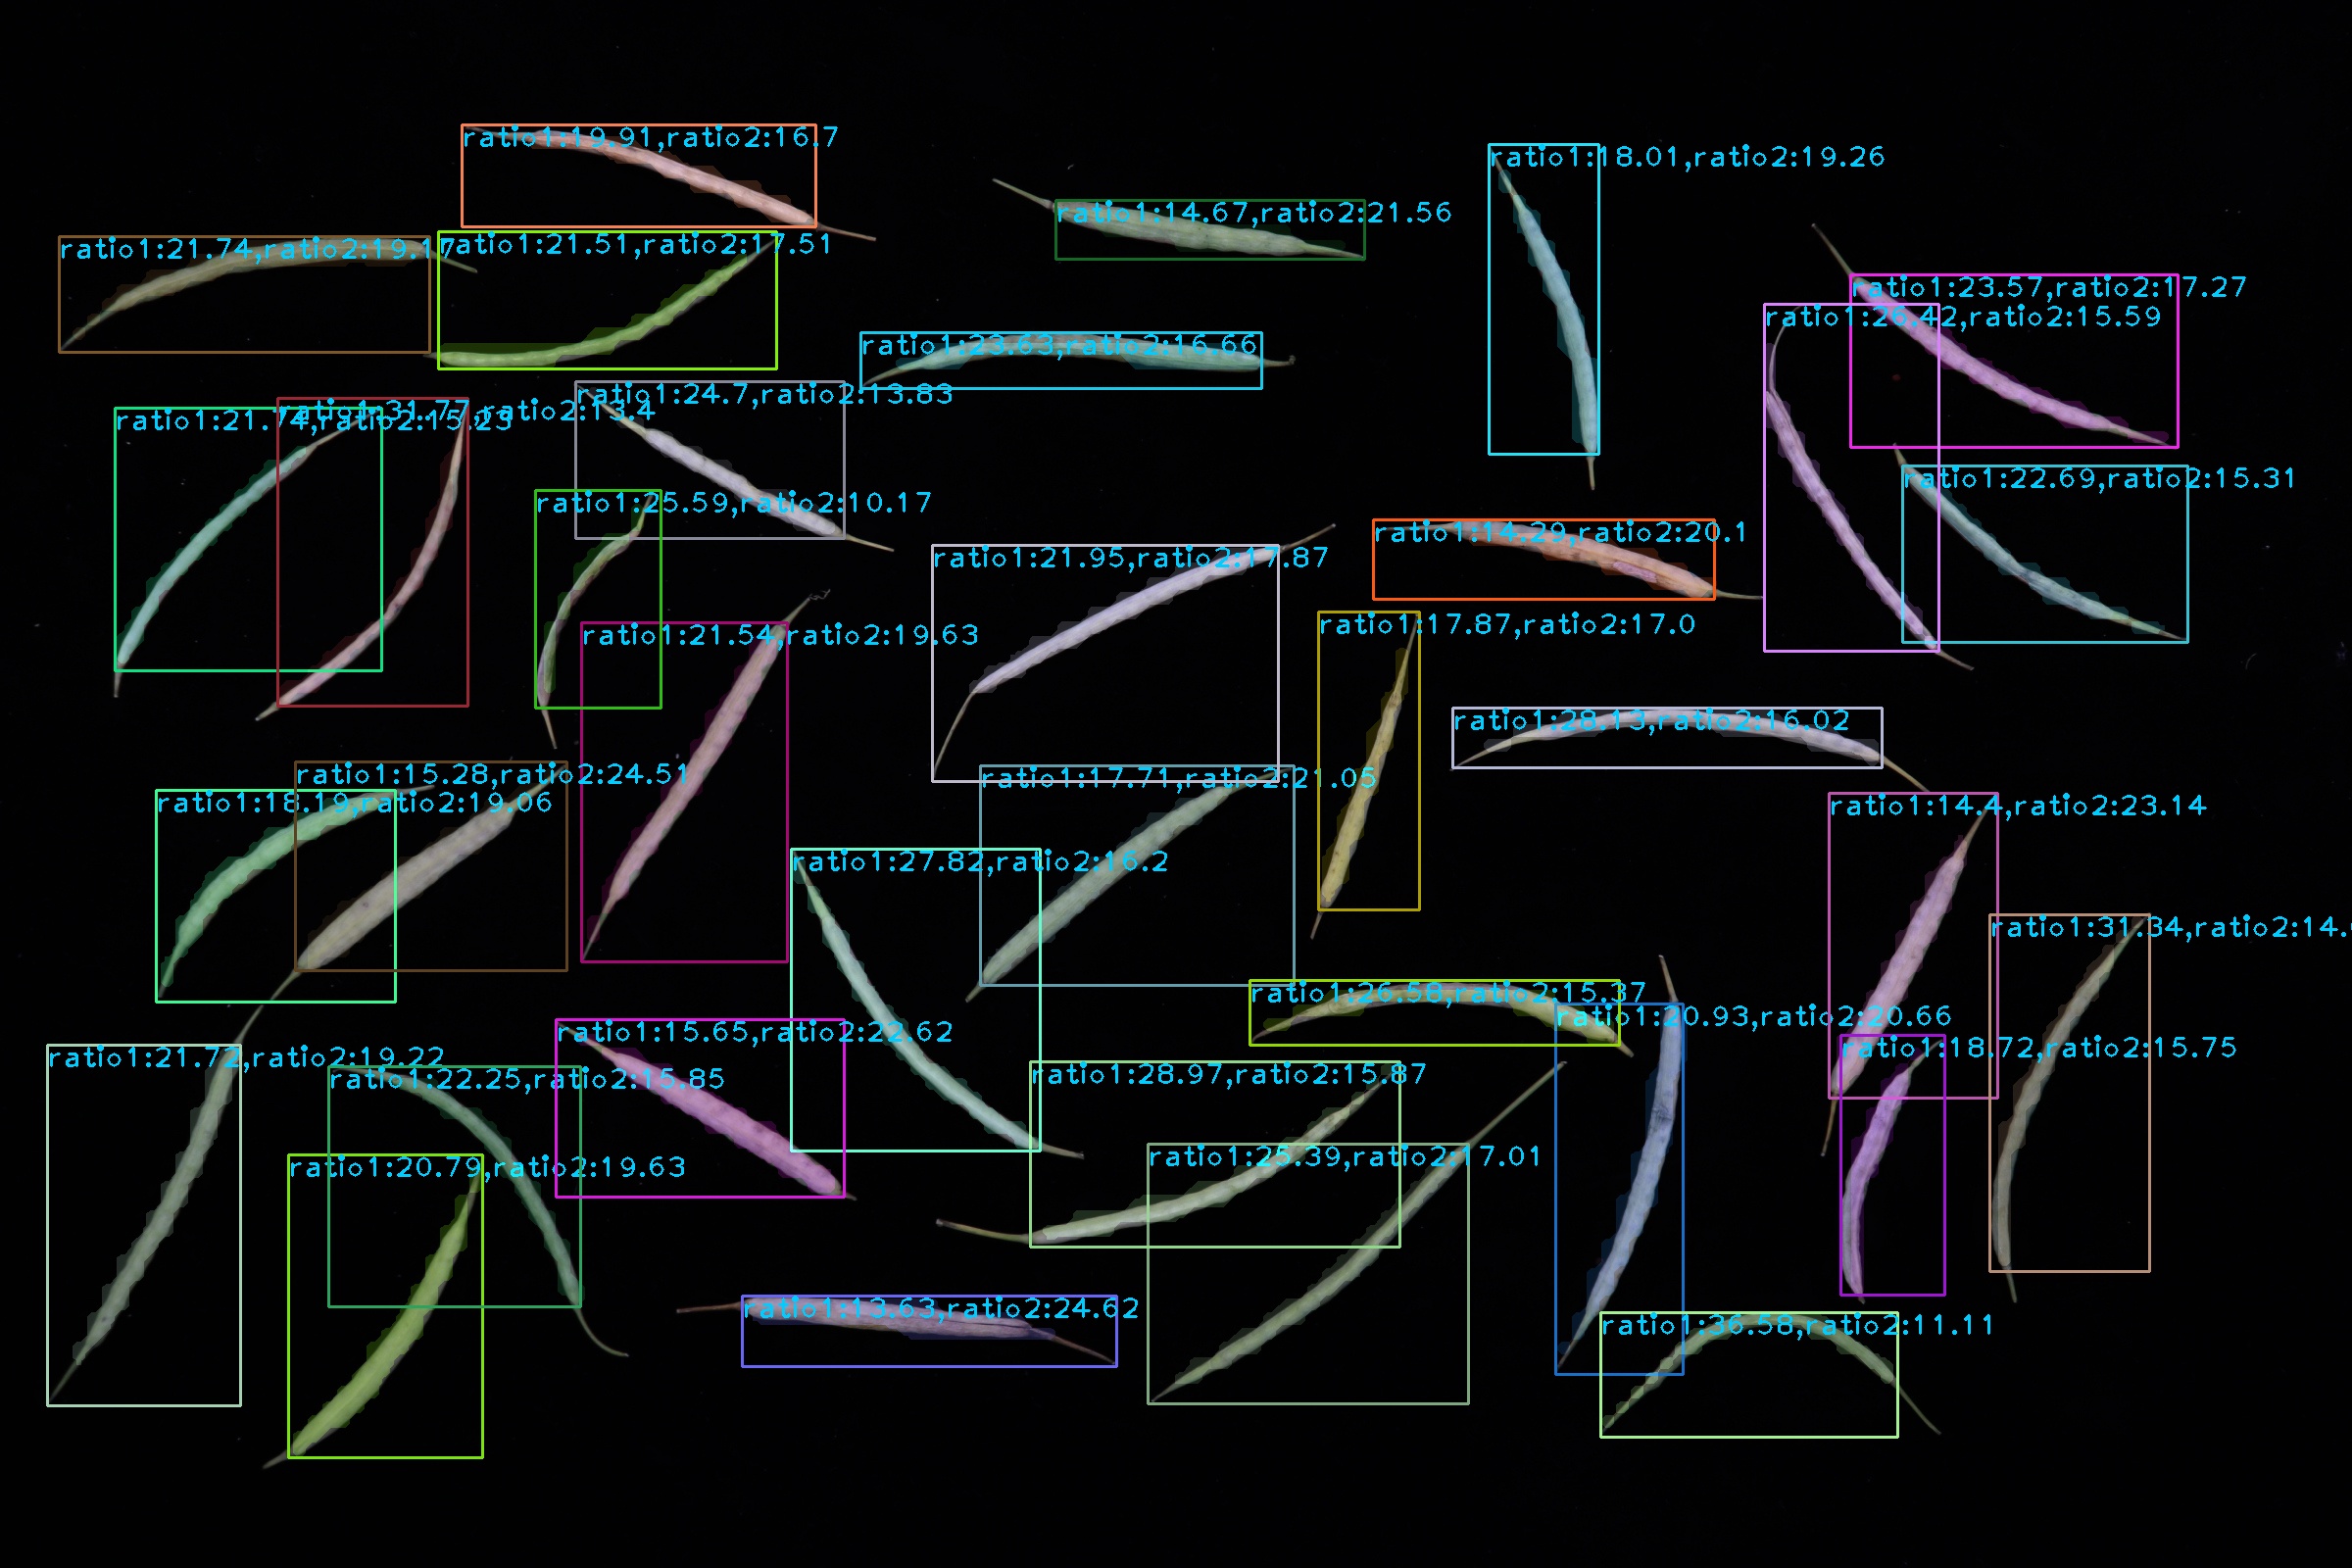 ratio1:19.91,ratio2:16.7
ratio1:18.01,ratio2:19.26
ratio1:14.67,ratio2:21.56
ratio1:21.74,ratio2:19.17
ratio1:21.51,ratio2:17.51
ratio1:23.57,ratio2:17.27
ratio1:26.42,ratio2:15.59
ratio1:23.63,ratio2:16.66
ratio1:24.7,ratio2:13.83
ratio1:31.77,ratio2:13.4
ratio1:21.74,ratio2:15.23
ratio1:22.69,ratio2:15.31
ratio1:25.59,ratio2:10.17
ratio1:14.29,ratio2:20.1
ratio1:21.95,ratio2:17.87
ratio1:17.87,ratio2:17.0
ratio1:21.54,ratio2:19.63
ratio1:28.13,ratio2:16.02
ratio1:15.28,ratio2:24.51
ratio1:17.71,ratio2:21.05
ratio1:18.19,ratio2:19.06
ratio1:14.4,ratio2:23.14
ratio1:27.82,ratio2:16.2
ratio1:31.34,ratio2:14.
ratio1:26.58,ratio2:15.37
ratio1:20.93,ratio2:20.66
ratio1:15.65,ratio2:22.62
ratio1:18.72,ratio2:15.75
ratio1:21.72,ratio2:19.22
ratio1:28.97,ratio2:15.87
ratio1:22.25,ratio2:15.85
ratio1:25.39,ratio2:17.01
ratio1:20.79,ratio2:19.63
ratio1:13.63,ratio2:24.62
ratio1:36.58,ratio2:11.11